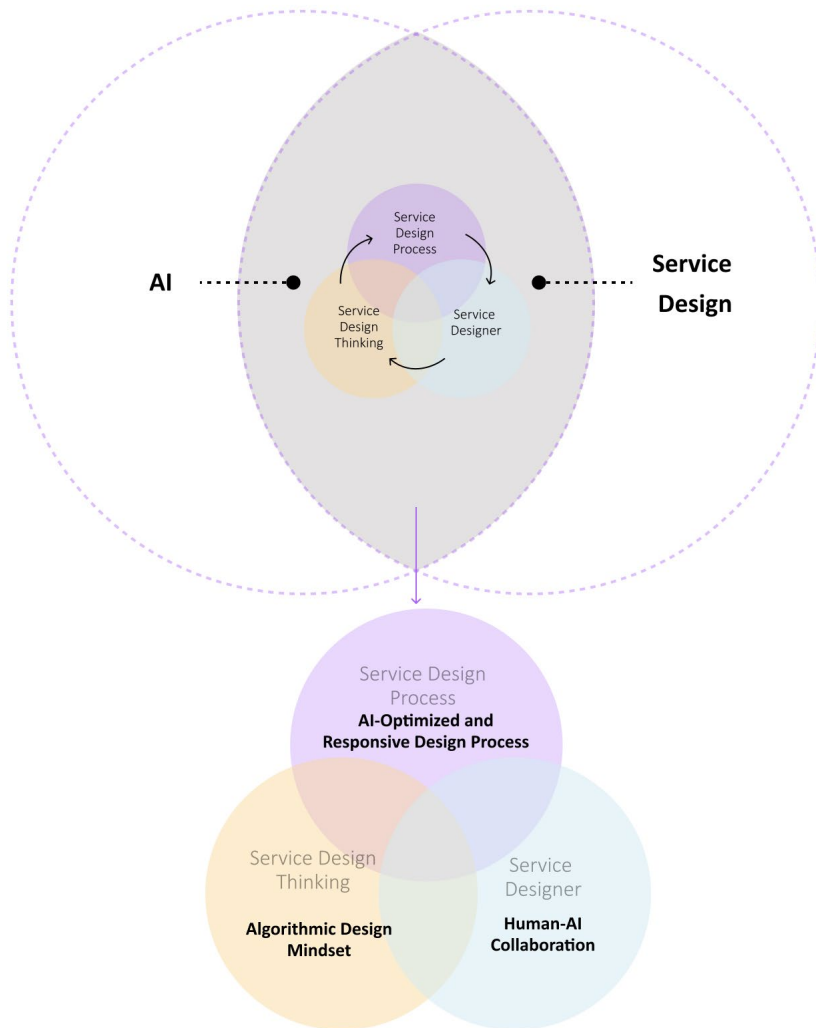 Service
Design
Process
AI
Service
Design
Service
Design
Thinking
Service
Designer
Service Design
Process
AI-Optimized and
Responsive Design Process
Service Design
Thinking
Algorithmic Design
Mindset
Service
Designer
Human-AI
Collaboration